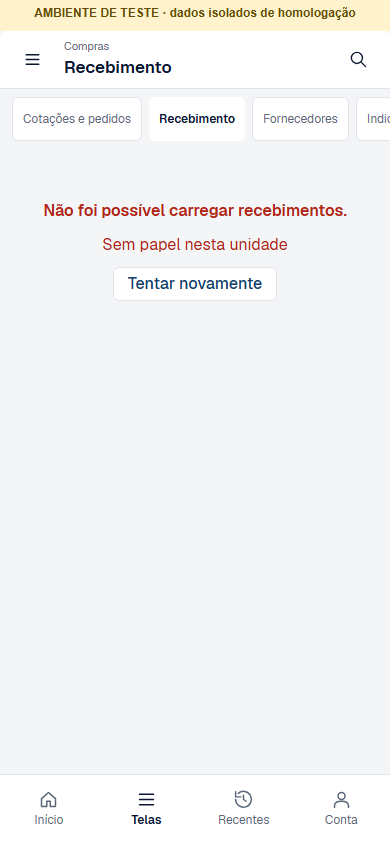 AMBIENTE DE TESTE · dados isolados de homologação
Compras
Recebimento
Cotações e pedidos
Recebimento
Fornecedores
Não foi possível carregar recebimentos.
Sem papel nesta unidade
Tentar novamente
Início
Telas
Recentes
Conta